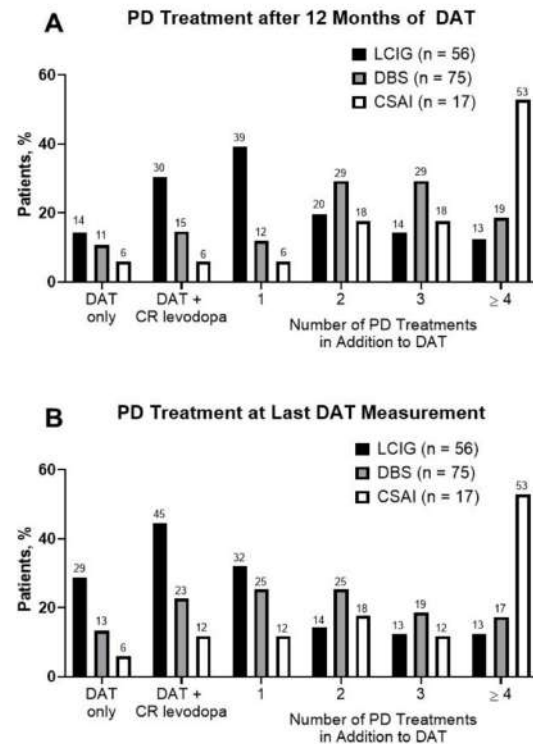 A
PD Treatment after 12 Months of DAT
LCIG (n = 56)
DBS (n = 75)
CSAI (n = 17)
Patients, %
60
40
20
0
14 11 6
30 15 6
39 12 6
20 29 18
14 29 18
13 19 53
DAT only
DAT + CR levodopa
1 2 3 ≥ 4
Number of PD Treatments
in Addition to DAT
B
PD Treatment at Last DAT Measurement
LCIG (n = 56)
DBS (n = 75)
CSAI (n = 17)
Patients, %
60
40
20
0
29 13 6
45 23 12
32 25 12
14 25 18
13 19 12
13 17 53
DAT only
DAT + CR levodopa
1 2 3 ≥ 4
Number of PD Treatments
in Addition to DAT